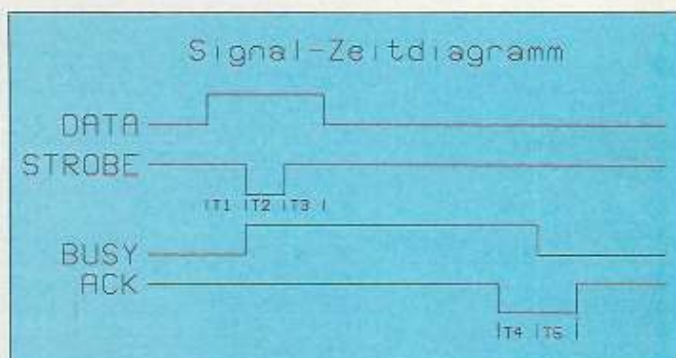 Signal-Zeitdiagramm
DATA
STROBE
T1 T2 T3
BUSY
ACK
T4 T5